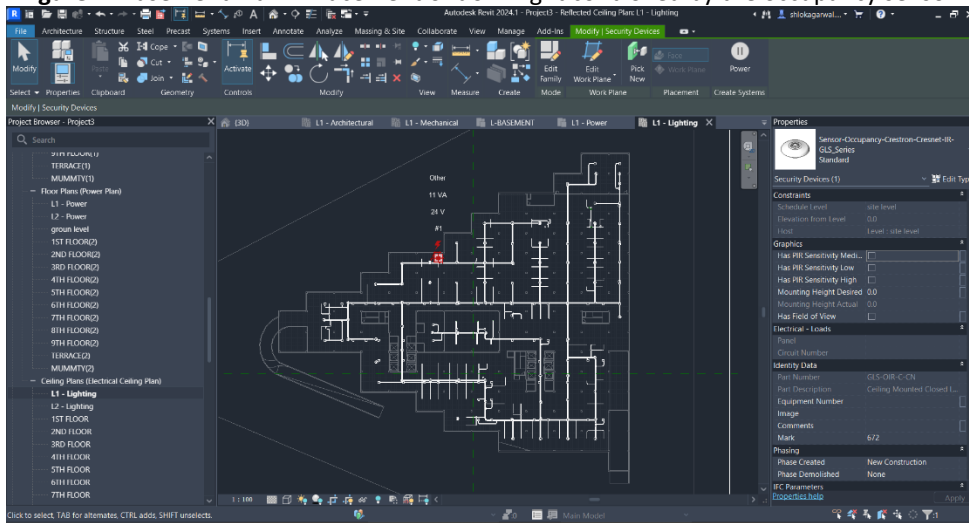 Autodesk Revit 2024.1 - Project3 - Reflected Ceiling Plan: L1 - Lighting
shlokagarwal...
File Architecture Structure Steel Precast Systems Insert Annotate Analyze Massing & Site Collaborate View Manage Add-Ins Modify | Security Devices
Modify
Properties
Paste
Cope
Cut
Join
Activate
Edit Family
Edit Work Plane
Pick New
Face
Work Plane
Power
Select Properties Clipboard Geometry Controls Modify View Measure Create Mode Work Plane Placement Create Systems
Modify | Security Devices
Project Browser - Project3
(3D) L1 - Architectural L1 - Mechanical L-BASEMENT L1 - Power L1 - Lighting
Search
9TH FLOOR(1)
TERRACE(1)
MUMMTY(1)
Floor Plans (Power Plan)
L1 - Power
L2 - Power
groun level
1ST FLOOR(2)
2ND FLOOR(2)
3RD FLOOR(2)
4TH FLOOR(2)
5TH FLOOR(2)
6TH FLOOR(2)
7TH FLOOR(2)
8TH FLOOR(2)
9TH FLOOR(2)
TERRACE(2)
MUMMTY(2)
Ceiling Plans (Electrical Ceiling Plan)
L1 - Lighting
L2 - Lighting
1ST FLOOR
2ND FLOOR
3RD FLOOR
4TH FLOOR
5TH FLOOR
6TH FLOOR
7TH FLOOR
Other
11 VA
24 V
#1
1 : 100
Properties
Sensor-Occupancy-Crestron-Cresnet-IR-
GLS_Series
Standard
Security Devices (1) Edit Typ
Constraints
Schedule Level site level
Elevation from Level 0.0
Host Level : site level
Graphics
Has PIR Sensitivity Medi...
Has PIR Sensitivity Low
Has PIR Sensitivity High
Mounting Height Desired 0.0
Mounting Height Actual 0.0
Has Field of View
Electrical - Loads
Panel
Circuit Number
Identity Data
Part Number GLS-OIR-C-CN
Part Description Ceiling Mounted Closed L...
Equipment Number
Image
Comments
Mark 672
Phasing
Phase Created New Construction
Phase Demolished None
IFC Parameters
Properties help Apply
Click to select, TAB for alternates, CTRL adds, SHIFT unselects.
:0
Main Model
:1